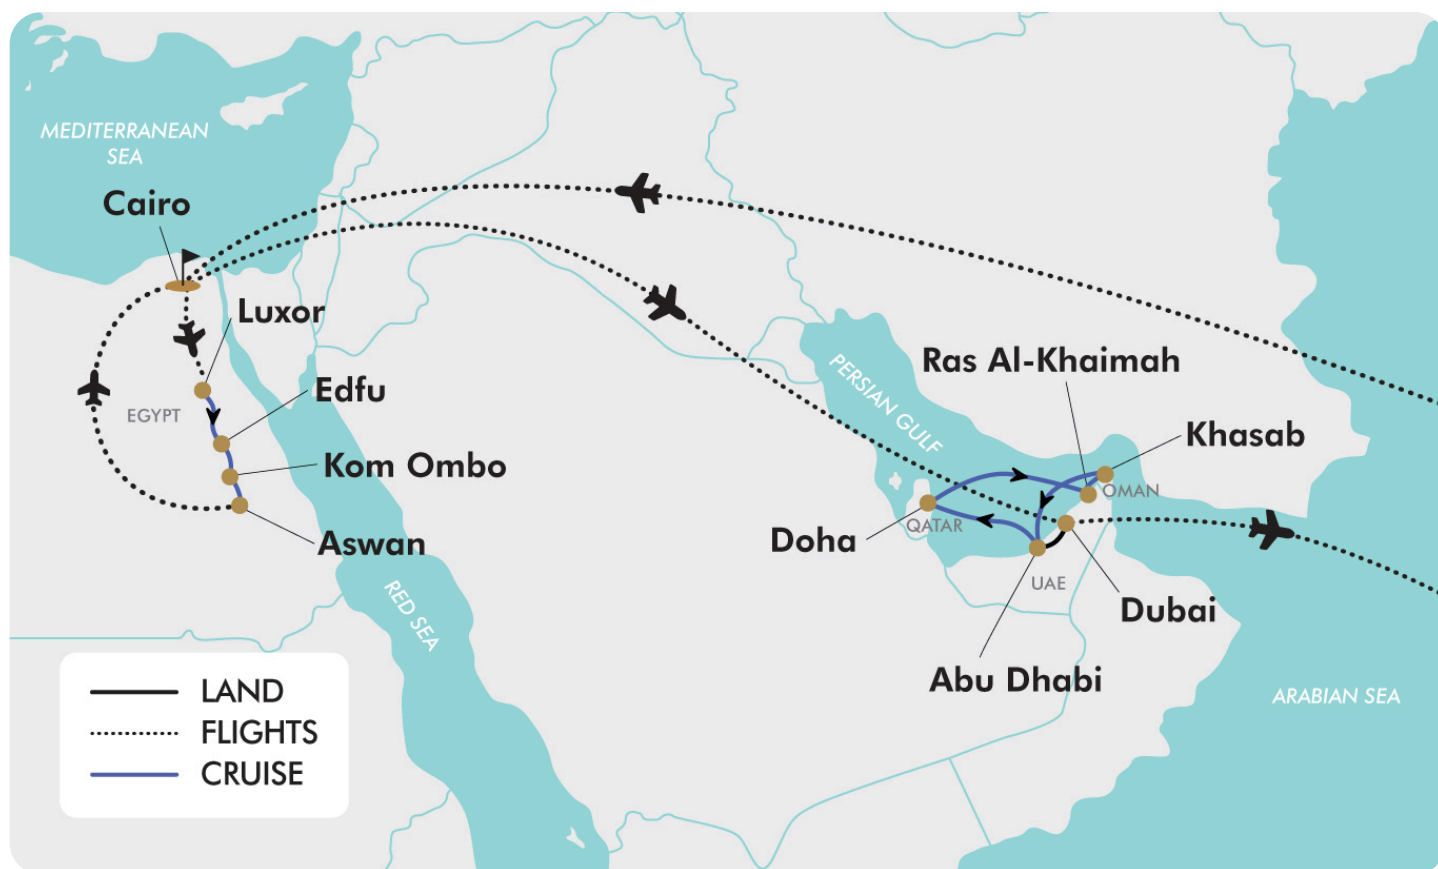 MEDITERRANEAN
SEA
Cairo
Luxor
Edfu
EGYPT
Kom Ombo
Aswan
RED SEA
PERSIAN GULF
Ras Al-Khaimah
Khasab
OMAN
Doha
QATAR
UAE
Dubai
Abu Dhabi
ARABIAN SEA
LAND
FLIGHTS
CRUISE